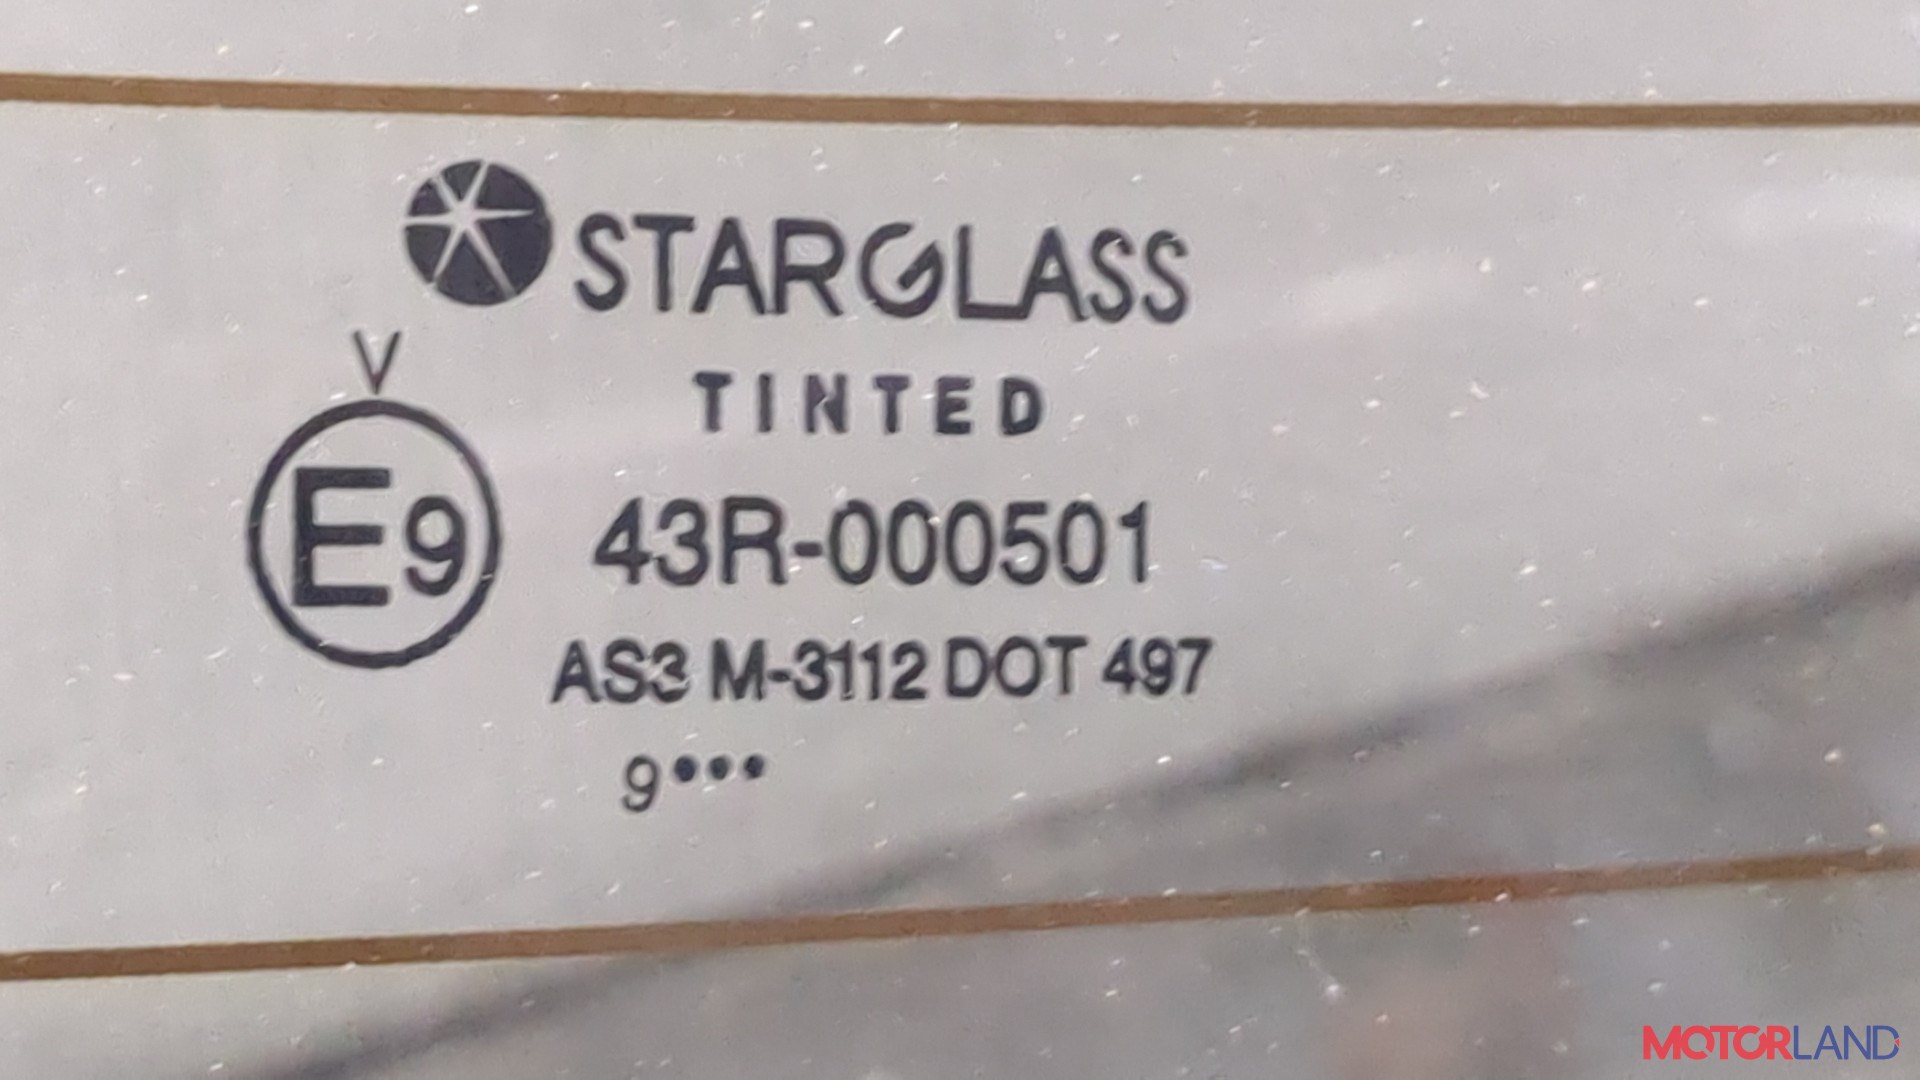 STARGLASS
TINTED
V
E9
43R-000501
AS3 M-3112 DOT 497
9•••
MOTORLAND